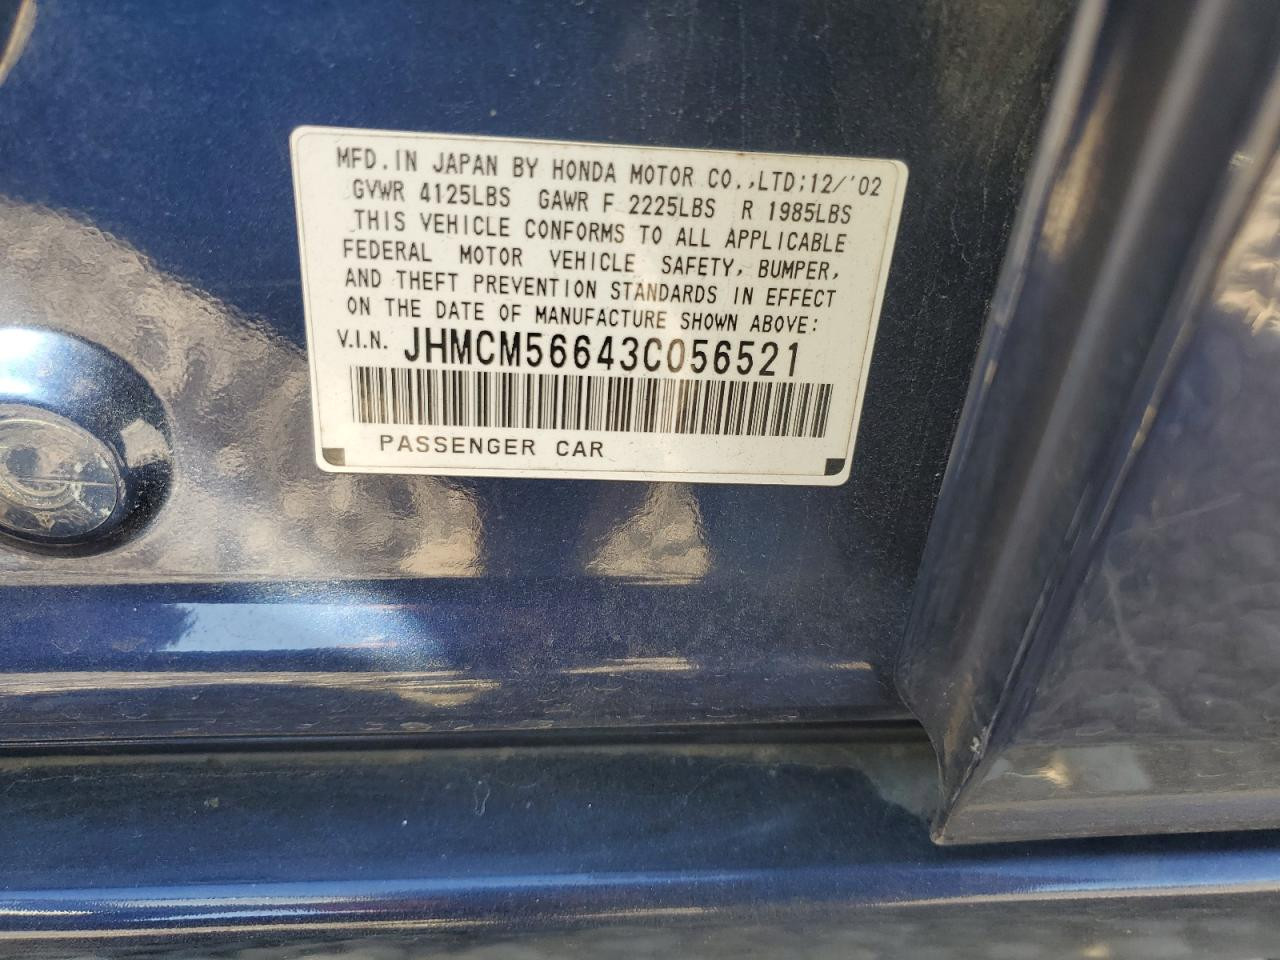 MFD.IN JAPAN BY HONDA MOTOR CO.,LTD;12/'02
GVWR 4125LBS GAWR F 2225LBS R 1985LBS
THIS VEHICLE CONFORMS TO ALL APPLICABLE
FEDERAL MOTOR VEHICLE SAFETY, BUMPER,
AND THEFT PREVENTION STANDARDS IN EFFECT
ON THE DATE OF MANUFACTURE SHOWN ABOVE:
V.I.N. JHMCM56643C056521
PASSENGER CAR